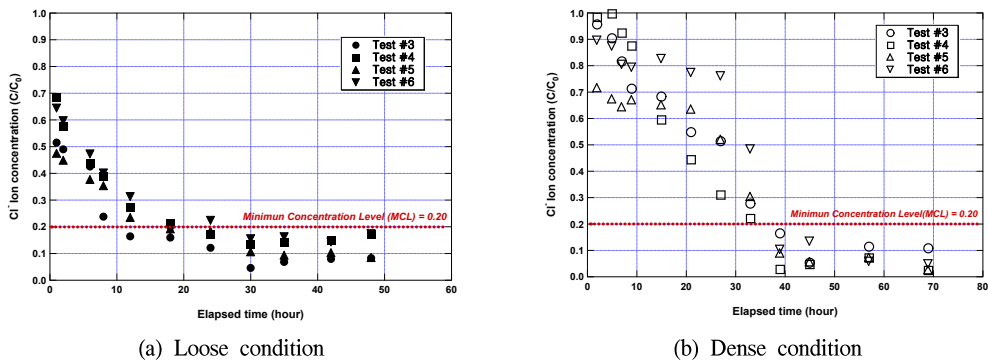 Cl⁻ Ion concentration (C/C₀)
1.0
0.9
0.8
0.7
0.6
0.5
0.4
0.3
0.2
0.1
0.0
Test #3
Test #4
Test #5
Test #6
Minimun Concentration Level (MCL) = 0.20
0 10 20 30 40 50 60
Elapsed time (hour)
(a) Loose condition
Cl⁻ Ion concentration (C/C₀)
1.0
0.9
0.8
0.7
0.6
0.5
0.4
0.3
0.2
0.1
0.0
Test #3
Test #4
Test #5
Test #6
Minimun Concentration Level(MCL) = 0.20
0 10 20 30 40 50 60 70 80
Elapsed time (hour)
(b) Dense condition